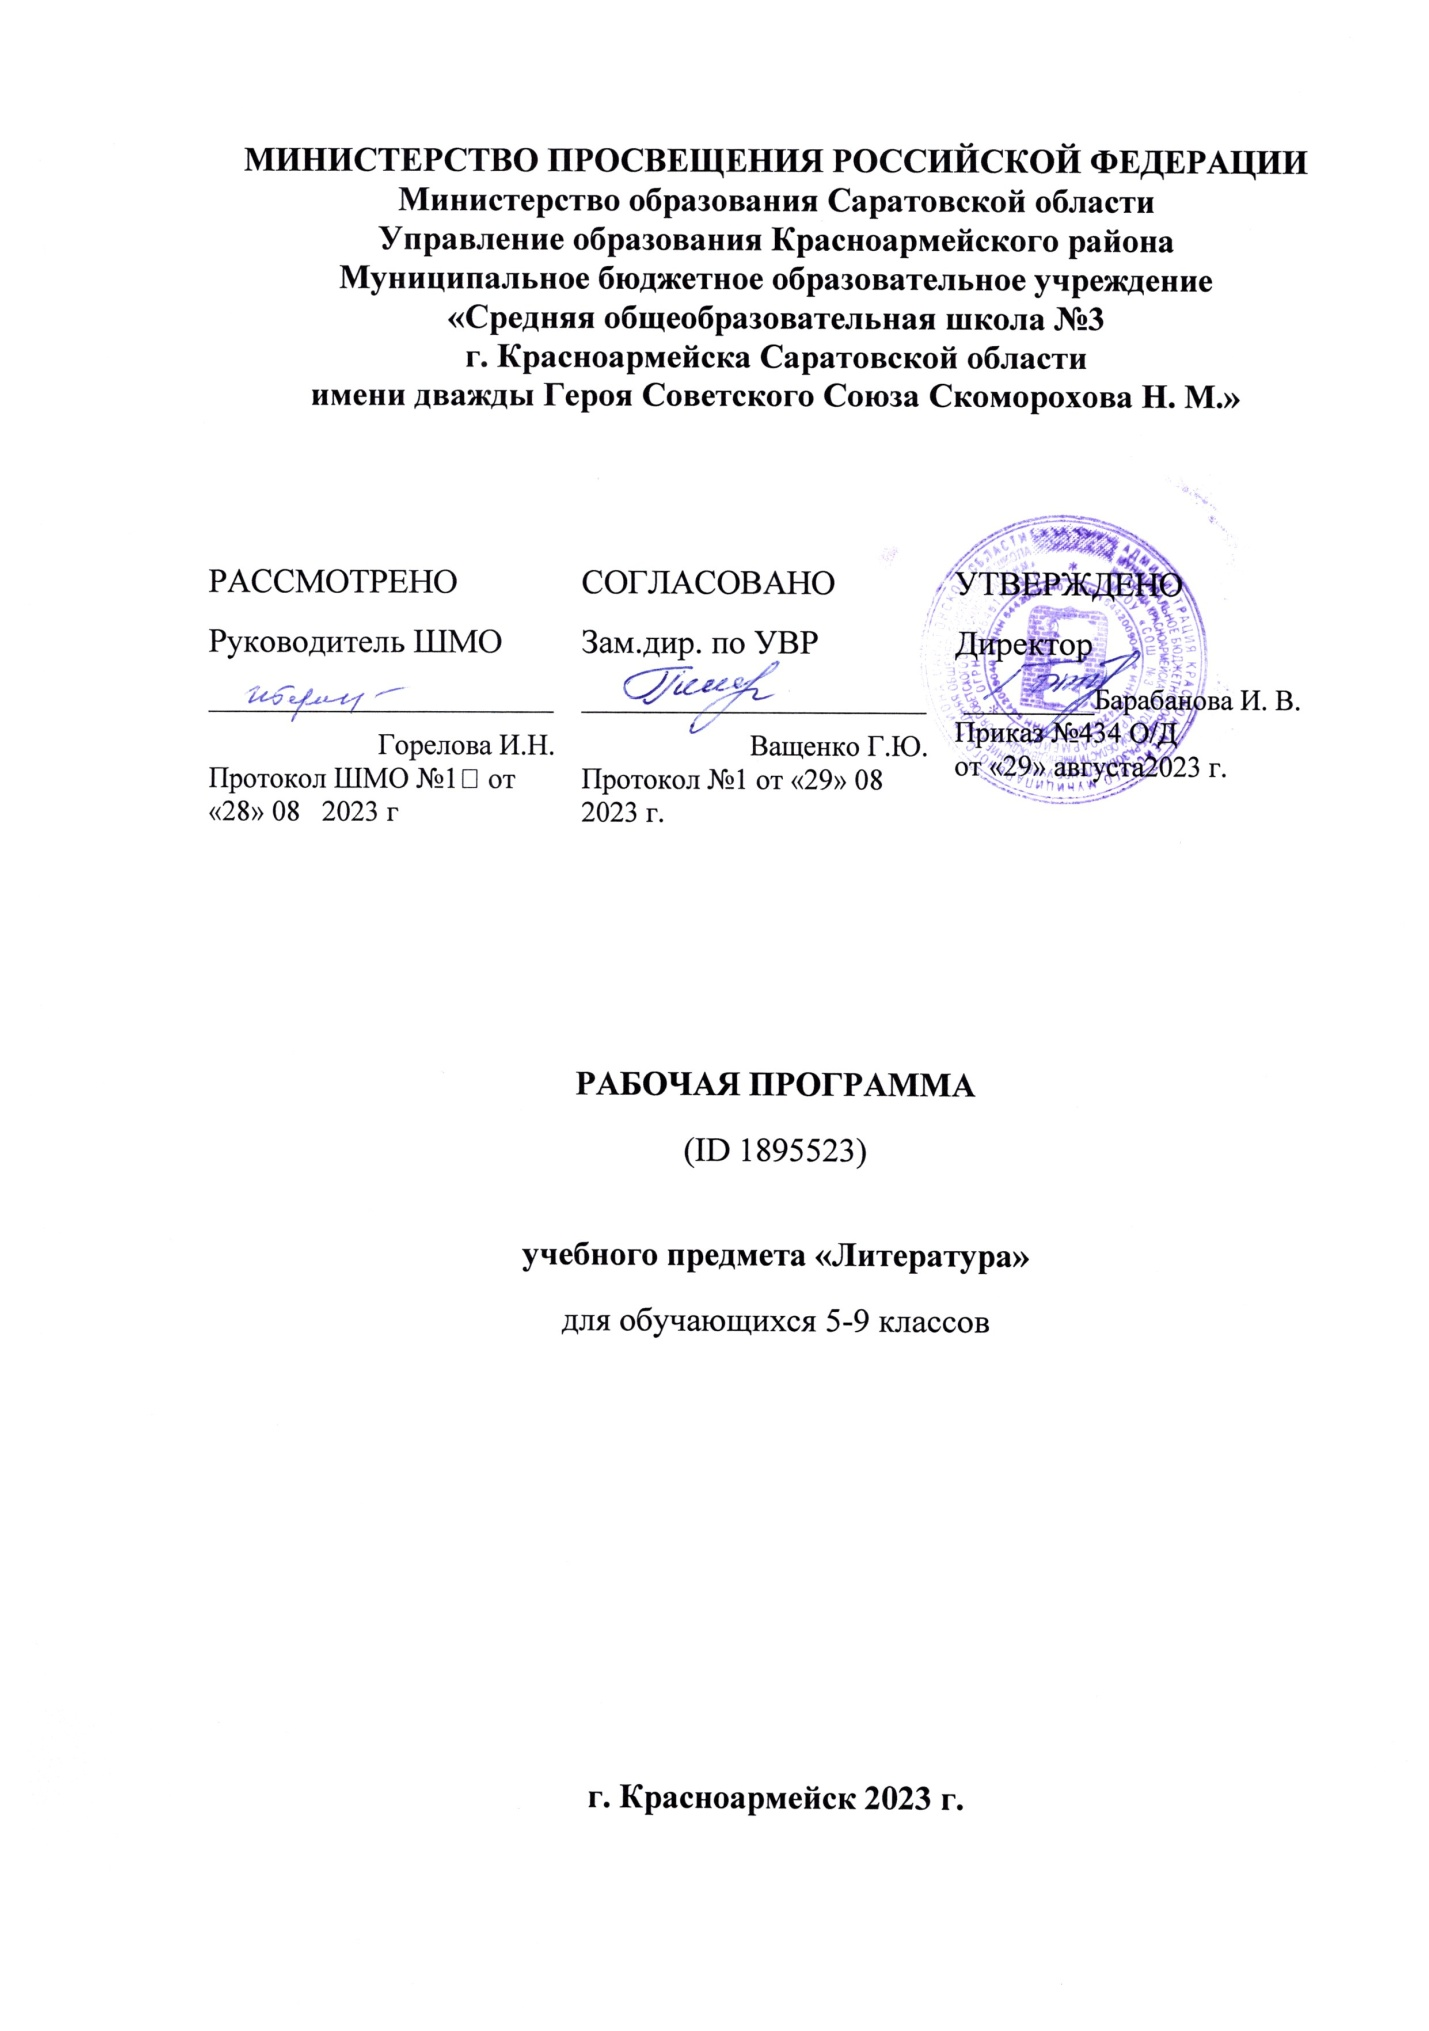 МИНИСТЕРСТВО ПРОСВЕЩЕНИЯ РОССИЙСКОЙ ФЕДЕРАЦИИ
Министерство образования Саратовской области
Управление образования Красноармейского района
Муниципальное бюджетное образовательное учреждение
«Средняя общеобразовательная школа №3
г. Красноармейска Саратовской области
имени дважды Героя Советского Союза Скоморохова Н. М.»
РАССМОТРЕНО
Руководитель ШМО
Горелова И.Н.
Протокол ШМО №1 от
«28» 08 2023 г
СОГЛАСОВАНО
Зам.дир. по УВР
Ващенко Г.Ю.
Протокол №1 от «29» 08
2023 г.
УТВЕРЖДЕНО
Директор
Барабанова И. В.
Приказ №434 О/Д
от «29» августа2023 г.
РАБОЧАЯ ПРОГРАММА
(ID 1895523)
учебного предмета «Литература»
для обучающихся 5-9 классов
г. Красноармейск 2023 г.